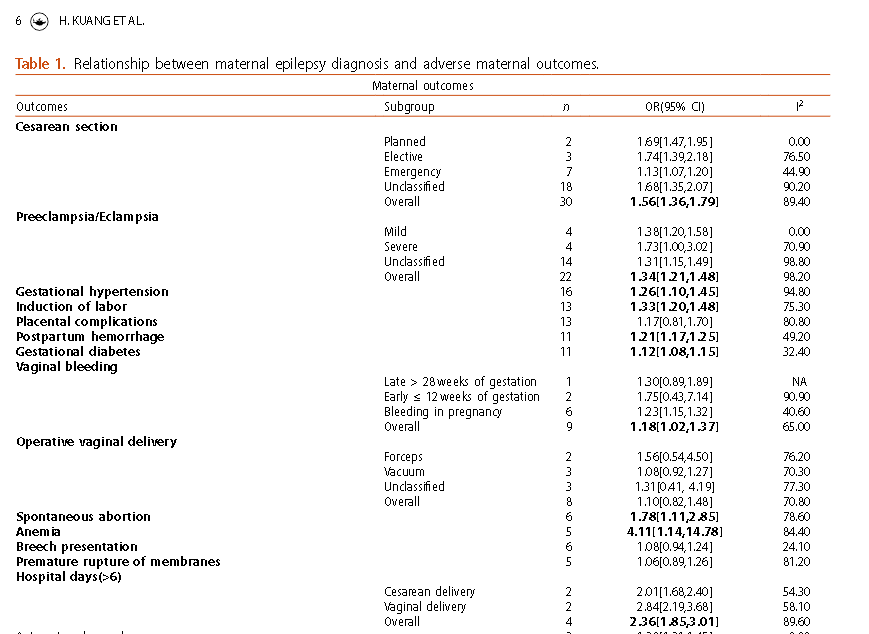 6 H. KUANG ET AL.
Table 1. Relationship between maternal epilepsy diagnosis and adverse maternal outcomes.
Maternal outcomes
Outcomes Subgroup n OR(95% CI) I²
Cesarean section
Planned 2 1.69[1.47,1.95] 0.00
Elective 3 1.74[1.39,2.18] 76.50
Emergency 7 1.13[1.07,1.20] 44.90
Unclassified 18 1.68[1.35,2.07] 90.20
Overall 30 1.56[1.36,1.79] 89.40
Preeclampsia/Eclampsia
Mild 4 1.38[1.20,1.58] 0.00
Severe 4 1.73[1.00,3.02] 70.90
Unclassified 14 1.31[1.15,1.49] 98.80
Overall 22 1.34[1.21,1.48] 98.20
Gestational hypertension 16 1.26[1.10,1.45] 94.80
Induction of labor 13 1.33[1.20,1.48] 75.30
Placental complications 13 1.17[0.81,1.70] 80.80
Postpartum hemorrhage 11 1.21[1.17,1.25] 49.20
Gestational diabetes 11 1.12[1.08,1.15] 32.40
Vaginal bleeding
Late > 28 weeks of gestation 1 1.30[0.89,1.89] NA
Early ≤ 12 weeks of gestation 2 1.75[0.43,7.14] 90.90
Bleeding in pregnancy 6 1.23[1.15,1.32] 40.60
Overall 9 1.18[1.02,1.37] 65.00
Operative vaginal delivery
Forceps 2 1.56[0.54,4.50] 76.20
Vacuum 3 1.08[0.92,1.27] 70.30
Unclassified 3 1.31[0.41, 4.19] 77.30
Overall 8 1.10[0.82,1.48] 70.80
Spontaneous abortion 6 1.78[1.11,2.85] 78.60
Anemia 5 4.11[1.14,14.78] 84.40
Breech presentation 6 1.08[0.94,1.24] 24.10
Premature rupture of membranes 5 1.06[0.89,1.26] 81.20
Hospital days(>6)
Cesarean delivery 2 2.01[1.68,2.40] 54.30
Vaginal delivery 2 2.84[2.19,3.68] 58.10
Overall 4 2.36[1.85,3.01] 89.60